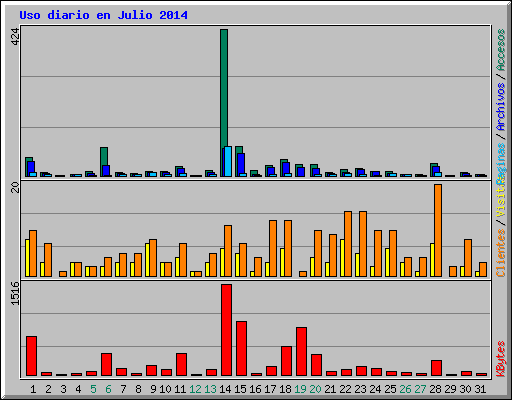 Uso diario en Julio 2014
424
20
1516
Accesos / Archivos / Paginas
Visitas / Clientes
KBytes
1 2 3 4 5 6 7 8 9 10 11 12 13 14 15 16 17 18 19 20 21 22 23 24 25 26 27 28 29 30 31